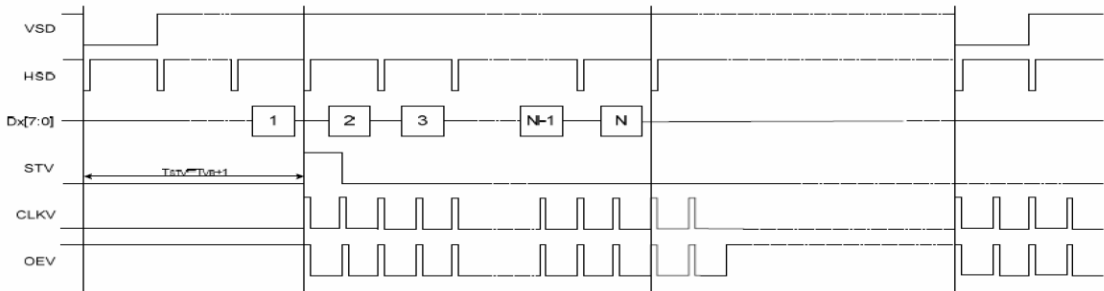 VSD
HSD
Dx[7:0] 1 2 3 N-1 N
STV TSTV=TVB+1
CLKV
OEV